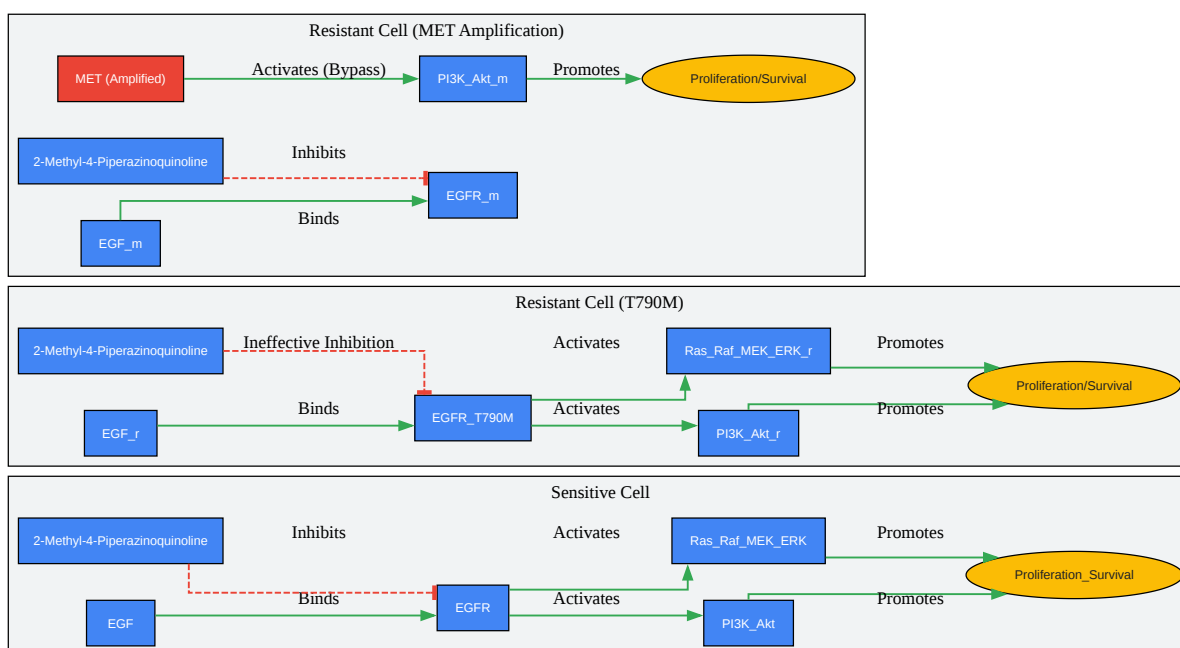 Resistant Cell (MET Amplification)
MET (Amplified)
Activates (Bypass)
PI3K_Akt_m
Promotes
Proliferation/Survival
2-Methyl-4-Piperazinoquinoline
Inhibits
EGFR_m
Binds
EGF_m
Resistant Cell (T790M)
2-Methyl-4-Piperazinoquinoline
Ineffective Inhibition
Activates
Ras_Raf_MEK_ERK_r
Promotes
Proliferation/Survival
EGF_r
Binds
EGFR_T790M
Activates
PI3K_Akt_r
Promotes
Sensitive Cell
2-Methyl-4-Piperazinoquinoline
Inhibits
Activates
Ras_Raf_MEK_ERK
Promotes
Proliferation_Survival
EGF
Binds
EGFR
Activates
PI3K_Akt
Promotes